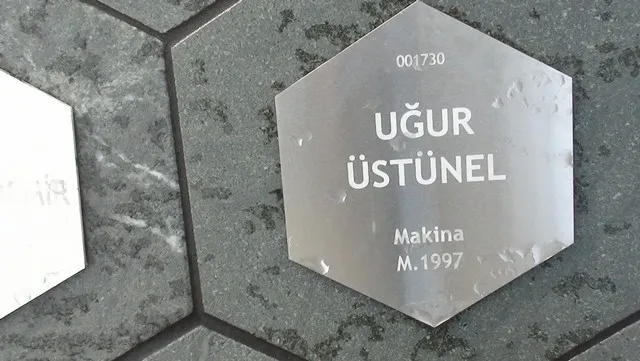 001730
UĞUR
ÜSTÜNEL
Makina
M.1997